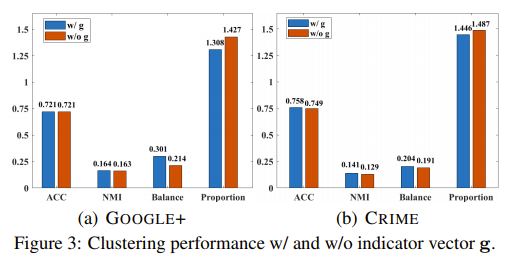 1.5
1.25
1
0.75
0.5
0.25
0
w/ g
w/o g
0.721 0.721
0.164 0.163
0.301
0.214
1.308
1.427
ACC NMI Balance Proportion
(a) GOOGLE+
1.5
1.25
1
0.75
0.5
0.25
0
w/ g
w/o g
0.758 0.749
0.141 0.129
0.204 0.191
1.446 1.487
ACC NMI Balance Proportion
(b) CRIME
Figure 3: Clustering performance w/ and w/o indicator vector g.